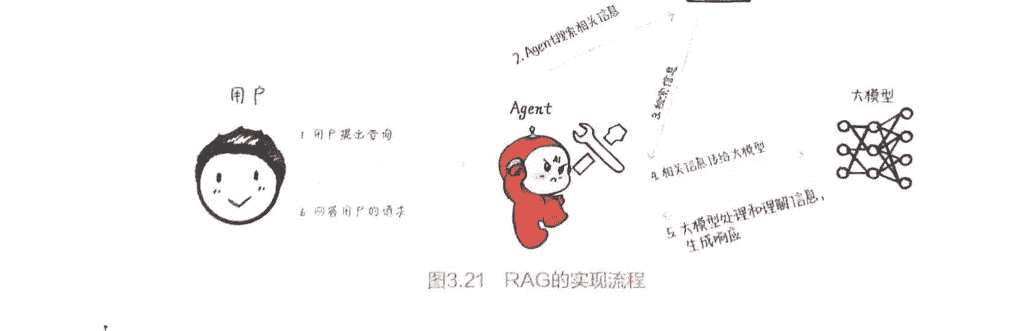 2. Agent搜索相关信息
3. 检索信息
用户
Agent
大模型
1 用户提出查询
4. 相关信息传给大模型
6 回答用户的请求
5. 大模型处理和理解信息,
生成响应
图3.21 RAG的实现流程